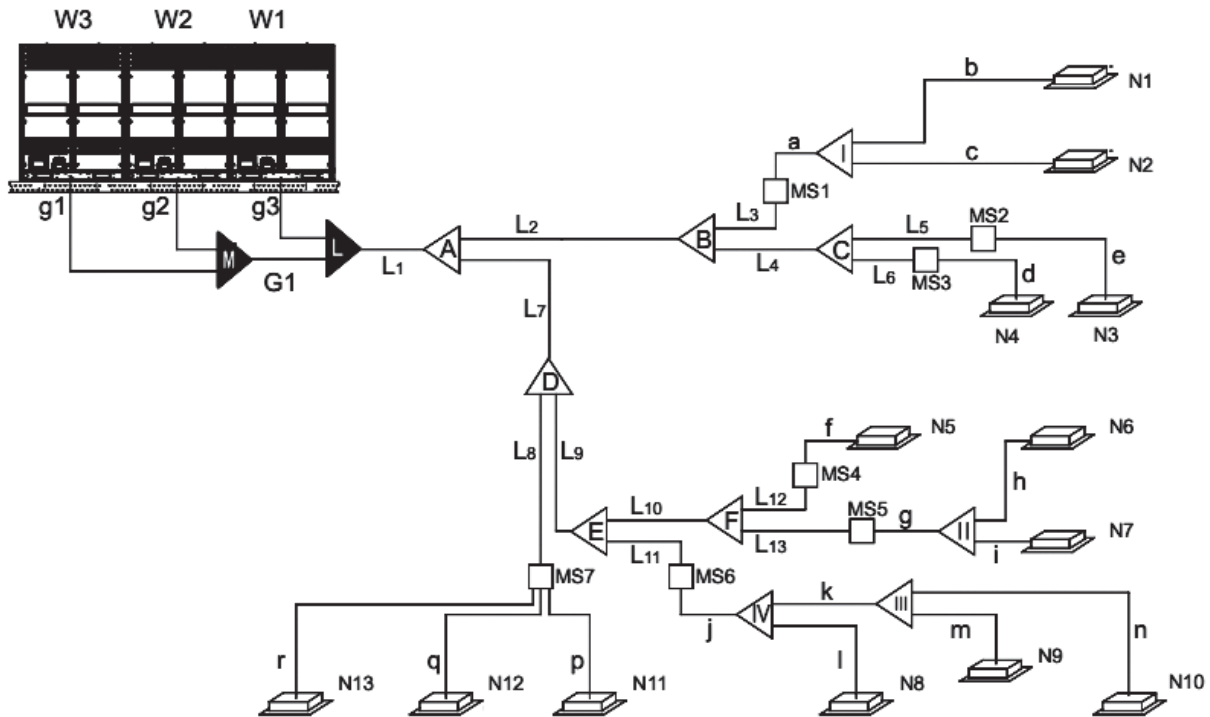 W3 W2 W1
b
N1
a
I
c
N2
MS1
g1 g2 g3
L3
MS2
L2
L5
M
L
A
B
C
L1
L4
L6
MS3
d
e
G1
N4 N3
L7
D
f
N5
N6
L8
L9
MS4
h
L12
MS5
L10
g
E
F
II
N7
L11
L13
i
MS7
MS6
k
III
IV
j
m
n
r
q
p
l
N9
N13
N12
N11
N8
N10